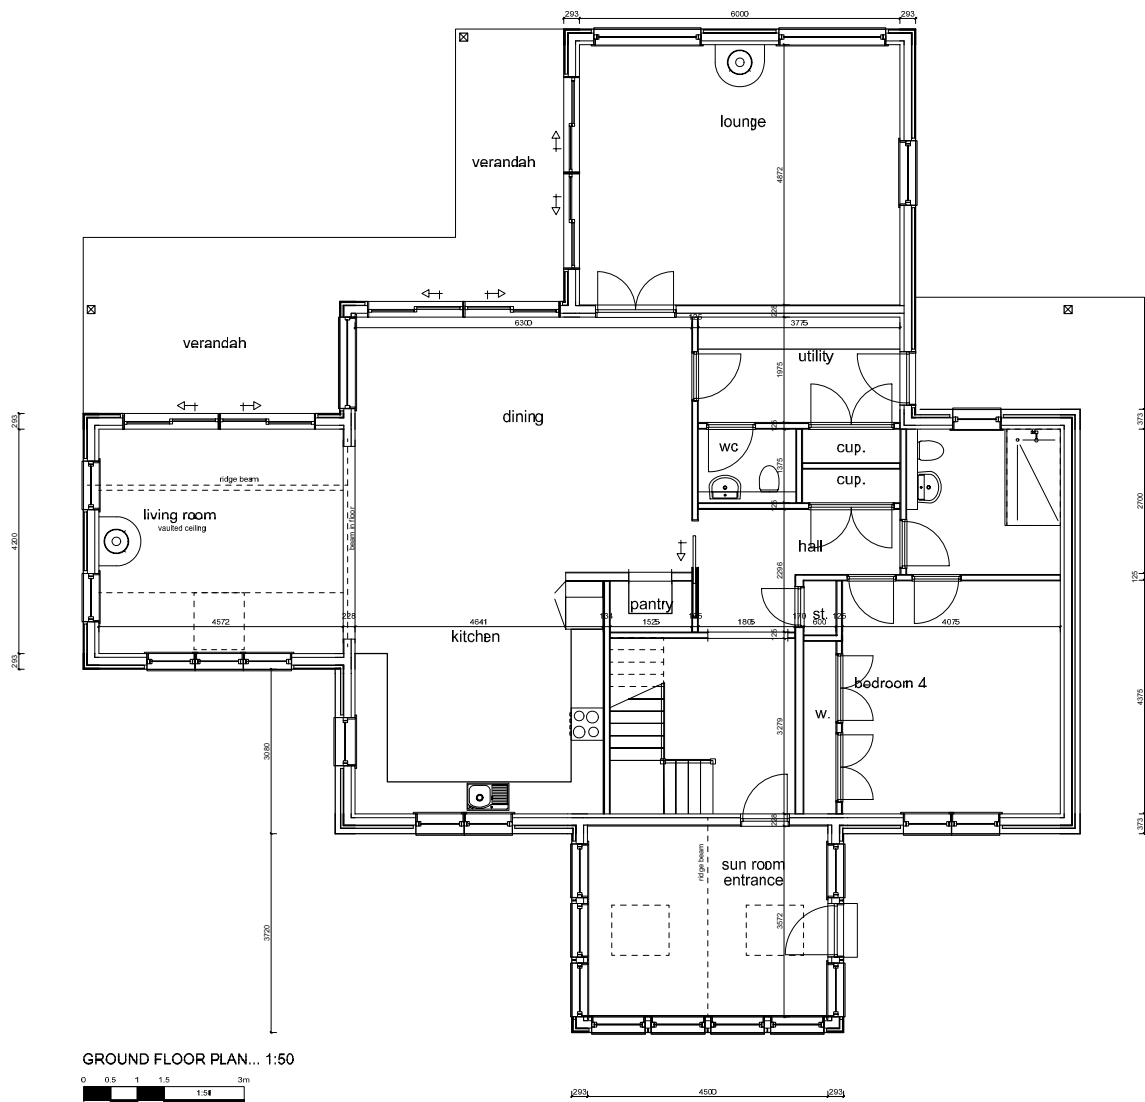 293 6000 293
lounge
verandah
4872
verandah
228
6300
3775
utility
1975
293
dining
373
125
wc
cup.
1375
cup.
ridge beam
living room
vaulted ceiling
beam in floor
125
2700
4200
hall
2296
125
pantry
st.
4572 228 4641 134 1525 1805 170 600 125 4075
kitchen
125
293
bedroom 4
4375
w.
3279
3080
228
373
ridge beam
sun room
entrance
3572
3720
GROUND FLOOR PLAN... 1:50
0 0.5 1 1.5 3m
1:50
293 4500 293